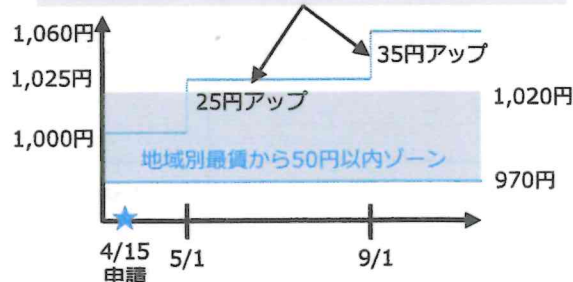 1,060円
35円アップ
1,025円
25円アップ
1,020円
1,000円
地域別最賃から50円以内ゾーン
970円
4/15
申請
5/1
9/1